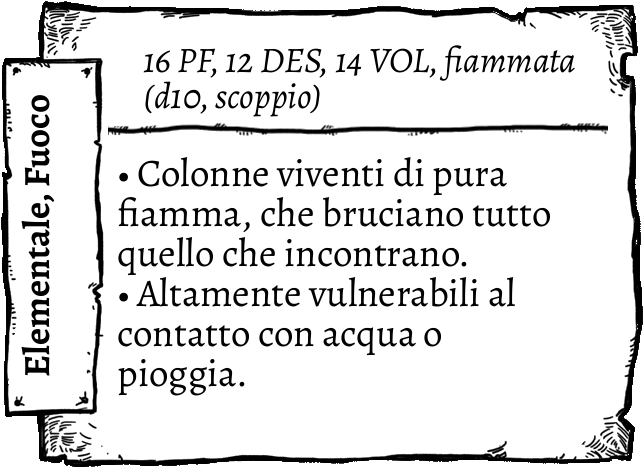 Elementale, Fuoco
16 PF, 12 DES, 14 VOL, fiammata
(d10, scoppio)
• Colonne viventi di pura
fiamma, che bruciano tutto
quello che incontrano.
• Altamente vulnerabili al
contatto con acqua o
pioggia.